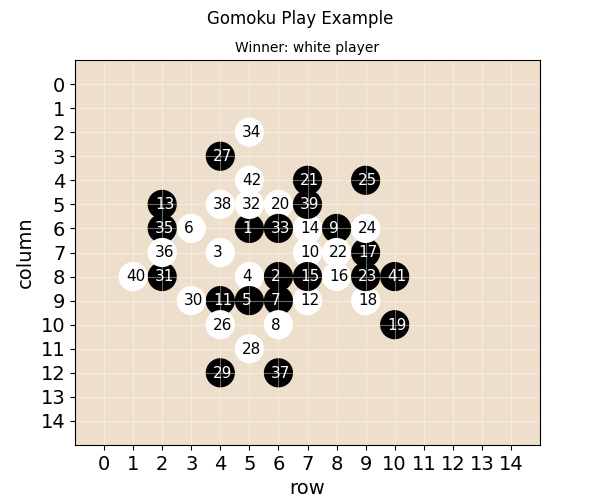 Gomoku Play Example
Winner: white player
0
1
2 34
3 27
4 42 21 25
5 13 38 32 20 39
6 35 6 1 33 14 9 24
7 36 3 10 22 17
8 40 31 4 2 15 16 23 41
9 30 11 5 7 12 18
10 26 8 19
11 28
12 29 37
13
14
column
0 1 2 3 4 5 6 7 8 9 10 11 12 13 14
row